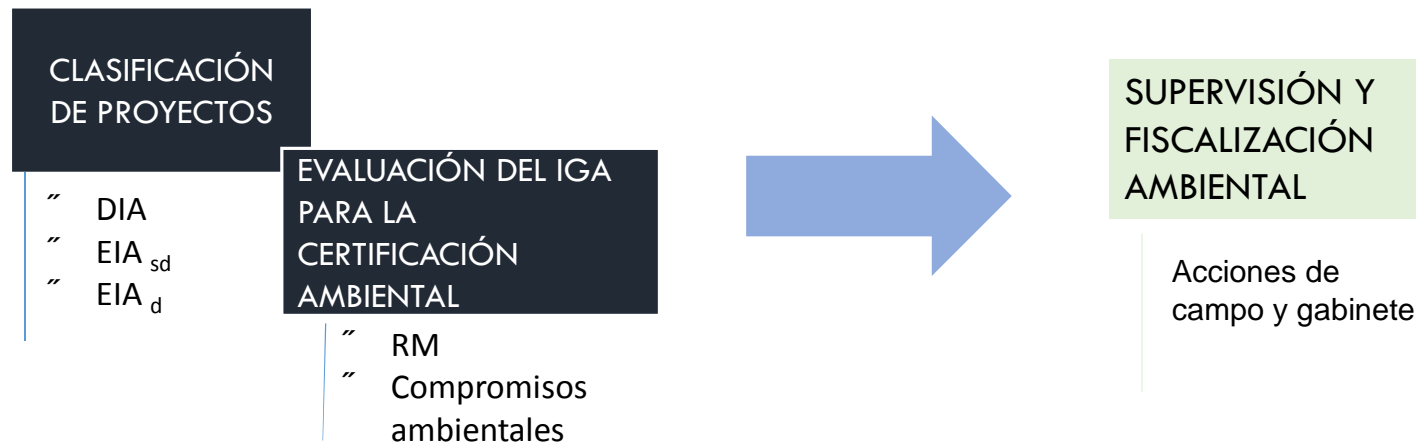 CLASIFICACIÓN
DE PROYECTOS
˝ DIA
˝ EIA sd
˝ EIA d
EVALUACIÓN DEL IGA
PARA LA
CERTIFICACIÓN
AMBIENTAL
˝ RM
˝ Compromisos
ambientales
SUPERVISIÓN Y
FISCALIZACIÓN
AMBIENTAL
Acciones de
campo y gabinete